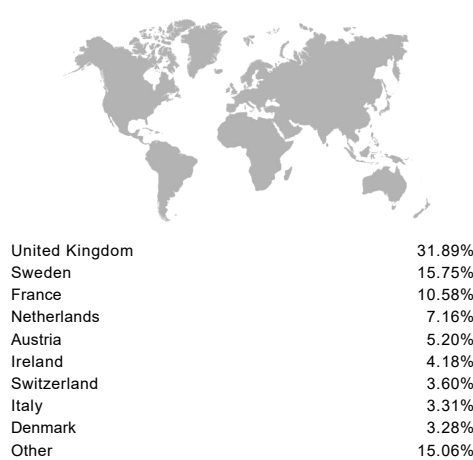 United Kingdom 31.89%
Sweden 15.75%
France 10.58%
Netherlands 7.16%
Austria 5.20%
Ireland 4.18%
Switzerland 3.60%
Italy 3.31%
Denmark 3.28%
Other 15.06%